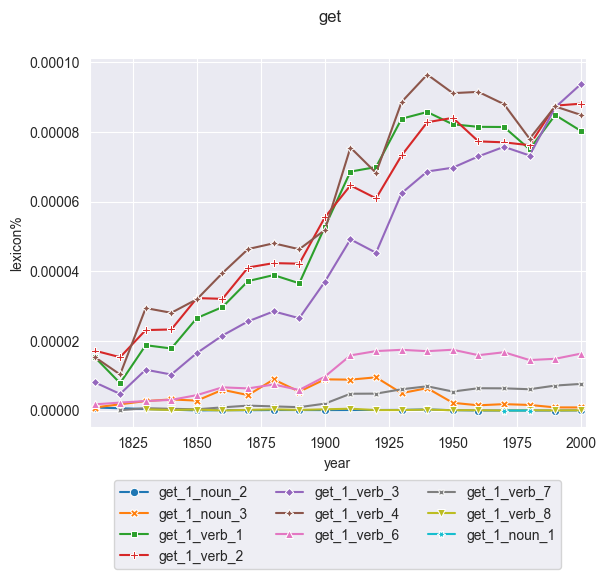 get
0.00010
0.00008
0.00006
0.00004
0.00002
0.00000
lexicon%
1825 1850 1875 1900 1925 1950 1975 2000
year
get_1_noun_2 get_1_verb_3 get_1_verb_7
get_1_noun_3 get_1_verb_4 get_1_verb_8
get_1_verb_1 get_1_verb_6 get_1_noun_1
get_1_verb_2